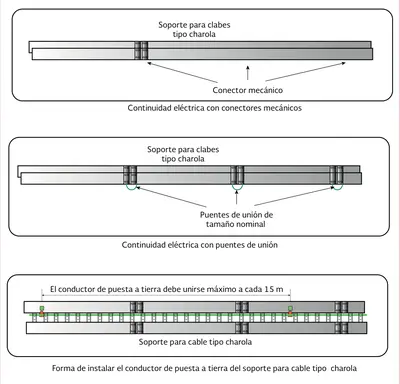 Soporte para clabes
tipo charola
Conector mecánico
Continuidad eléctrica con conectores mecánicos
Soporte para clabes
tipo charola
Puentes de unión de
tamaño nominal
Continuidad eléctrica con puentes de unión
El conductor de puesta a tierra debe unirse máximo a cada 15 m
Soporte para cable tipo charola
Forma de instalar el conductor de puesta a tierra del soporte para cable tipo charola